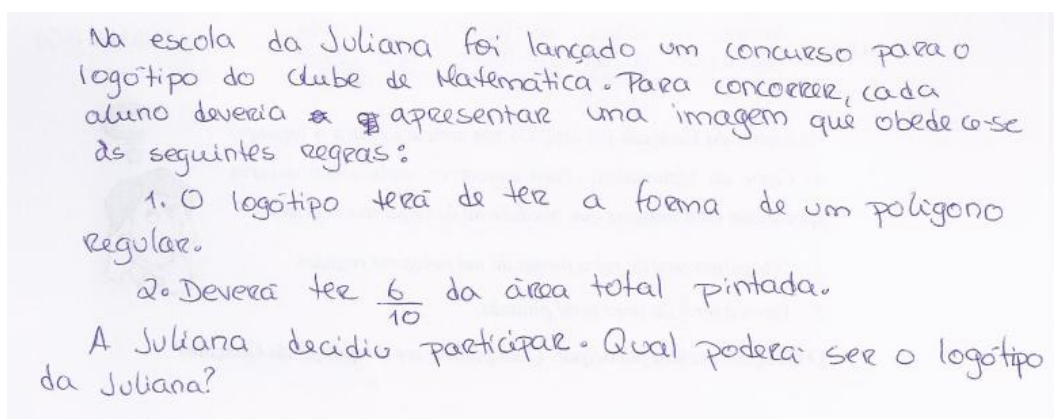 Na escola da Juliana foi lançado um concurso para o
logótipo do clube de Matemática. Para concorrer, cada
aluno deveria apresentar uma imagem que obedece-se
às seguintes regras:
1. O logótipo terá de ter a forma de um polígono
regular.
2. Deverá ter 6/10 da área total pintada.
A Juliana decidiu participar. Qual poderá ser o logótipo
da Juliana?